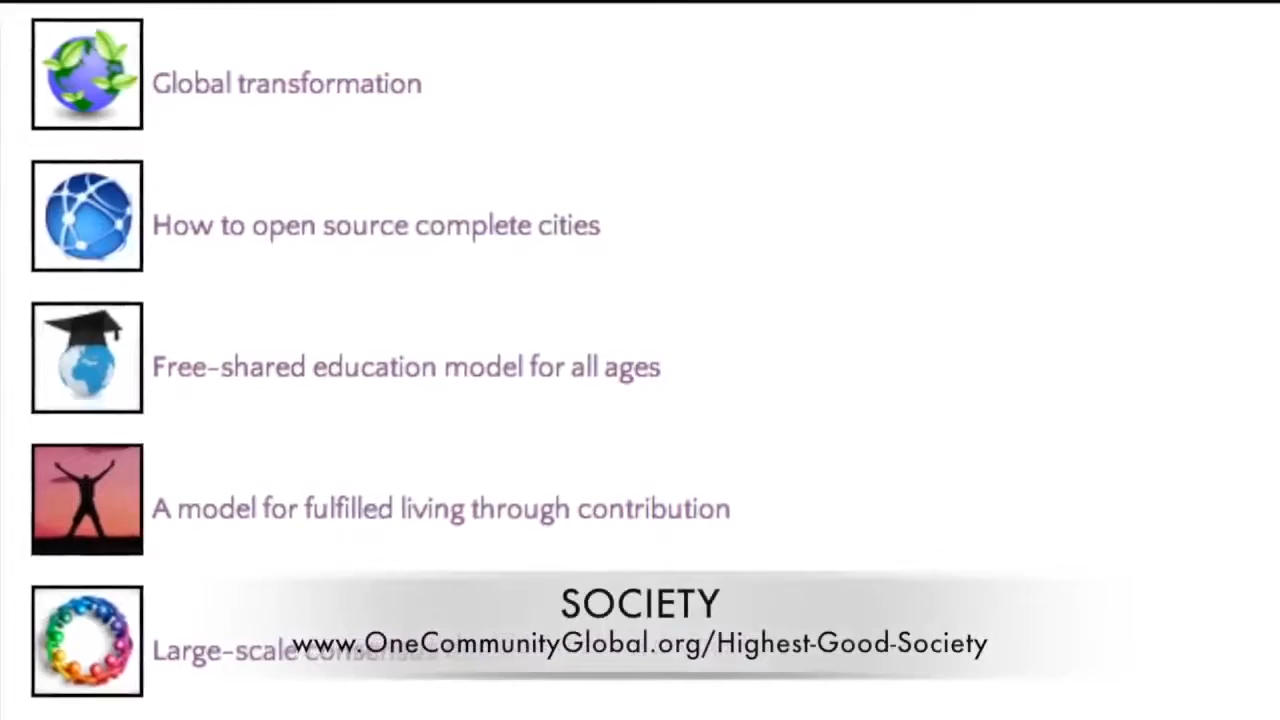 Global transformation
How to open source complete cities
Free-shared education model for all ages
A model for fulfilled living through contribution
SOCIETY
Large-scale
www.OneCommunityGlobal.org/Highest-Good-Society